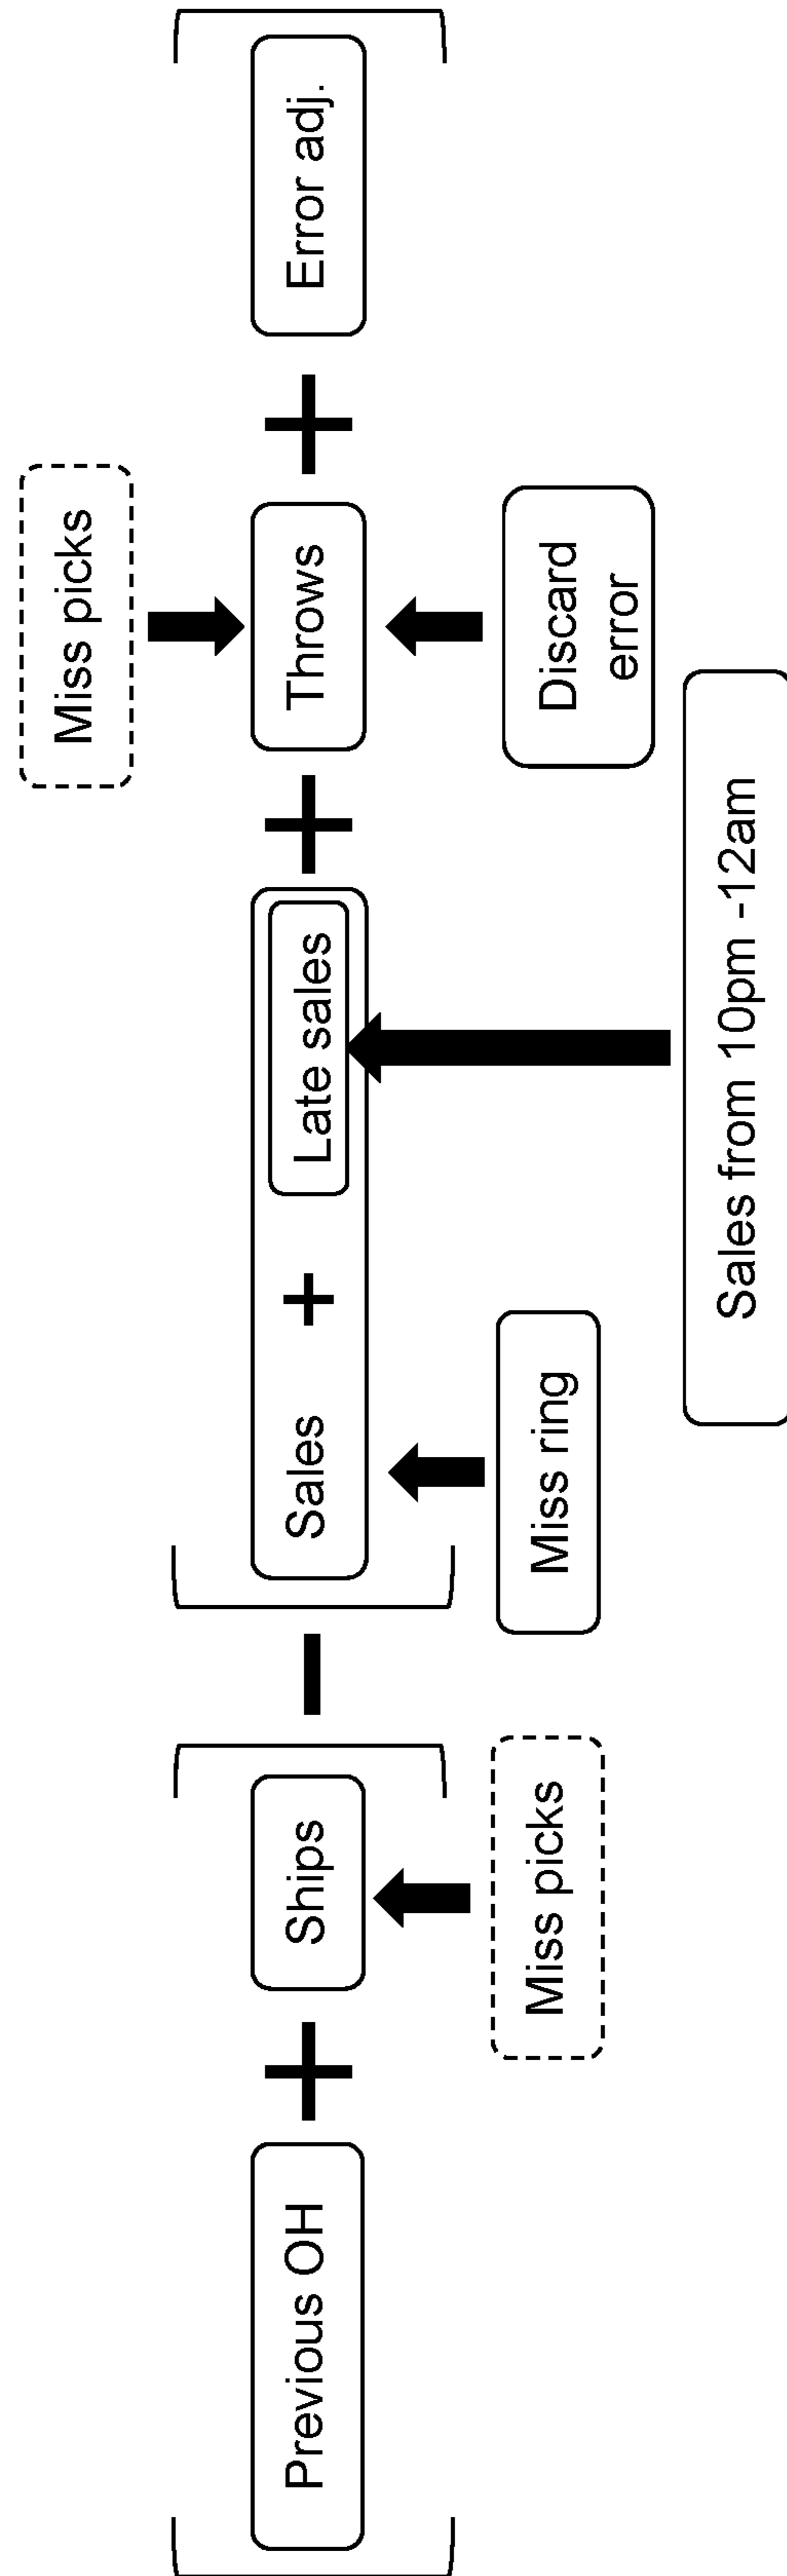 Previous OH
+
Ships
Miss picks
−
Sales + Late sales
Miss ring
Sales from 10pm -12am
+
Throws
Miss picks
Discard
error
+
Error adj.